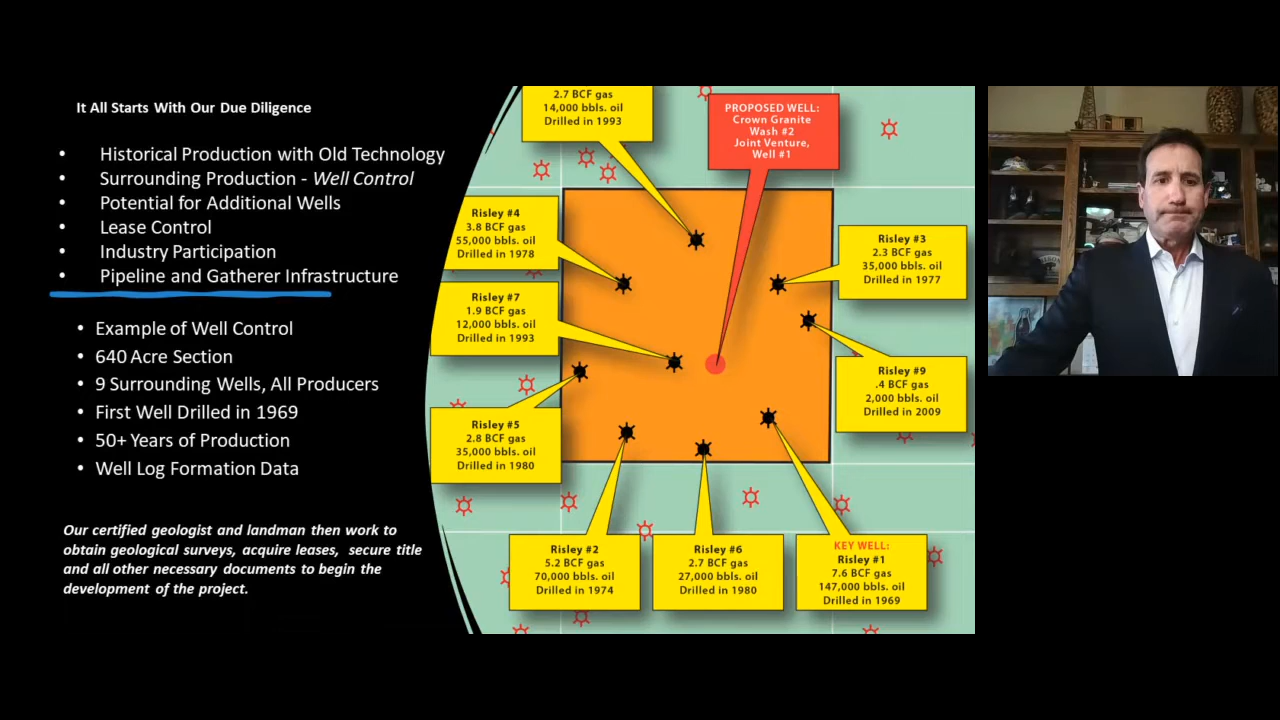 It All Starts With Our Due Diligence
• Historical Production with Old Technology
• Surrounding Production - Well Control
• Potential for Additional Wells
• Lease Control
• Industry Participation
• Pipeline and Gatherer Infrastructure
• Example of Well Control
• 640 Acre Section
• 9 Surrounding Wells, All Producers
• First Well Drilled in 1969
• 50+ Years of Production
• Well Log Formation Data
Our certified geologist and landman then work to
obtain geological surveys, acquire leases, secure title
and all other necessary documents to begin the
development of the project.
2.7 BCF gas
14,000 bbls. oil
Drilled in 1993
PROPOSED WELL:
Crown Granite
Wash #2
Joint Venture,
Well #1
Risley #4
3.8 BCF gas
55,000 bbls. oil
Drilled in 1978
Risley #3
2.3 BCF gas
35,000 bbls. oil
Drilled in 1977
Risley #7
1.9 BCF gas
12,000 bbls. oil
Drilled in 1993
Risley #9
.4 BCF gas
2,000 bbls. oil
Drilled in 2009
Risley #5
2.8 BCF gas
35,000 bbls. oil
Drilled in 1980
Risley #2
5.2 BCF gas
70,000 bbls. oil
Drilled in 1974
Risley #6
2.7 BCF gas
27,000 bbls. oil
Drilled in 1980
KEY WELL:
Risley #1
7.6 BCF gas
147,000 bbls. oil
Drilled in 1969